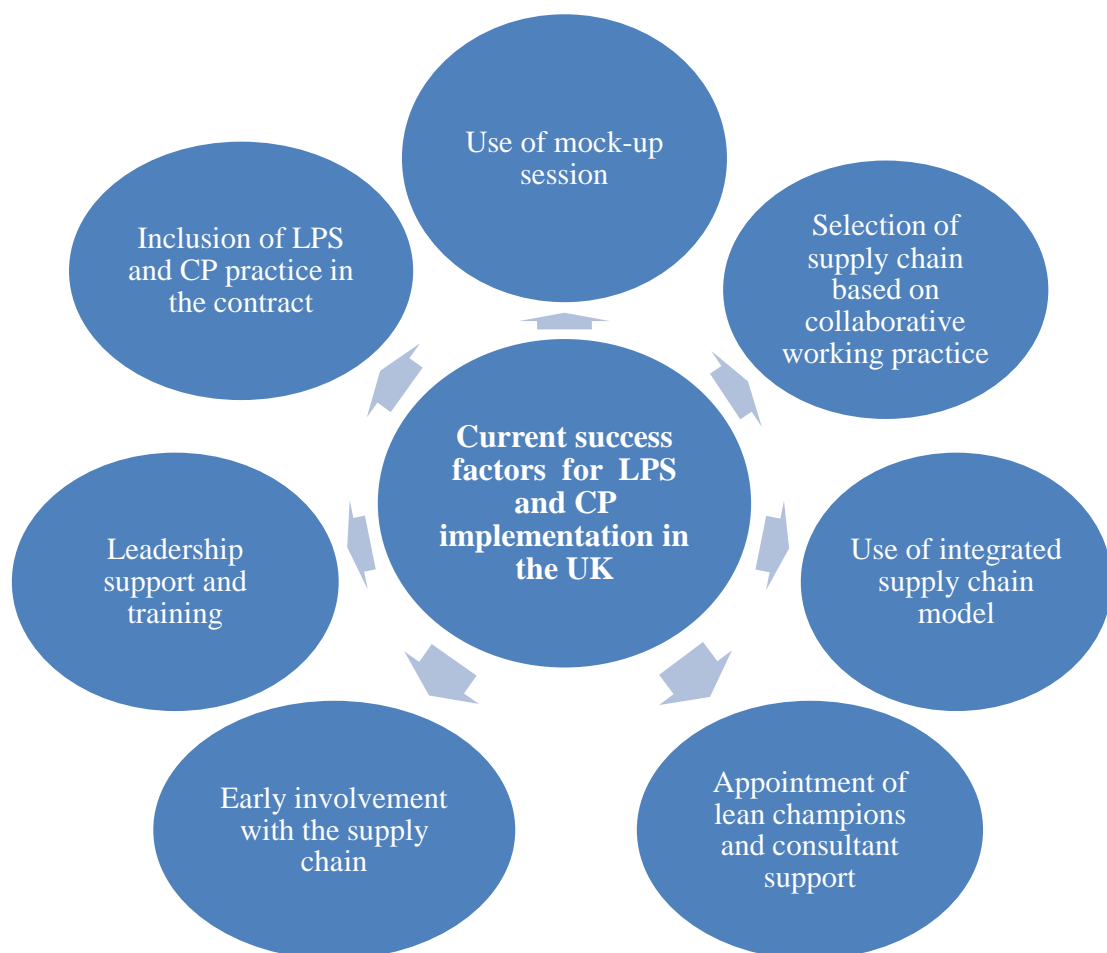 Use of mock-up
session
Selection of
supply chain
based on
collaborative
working practice
Use of integrated
supply chain
model
Appointment of
lean champions
and consultant
support
Early involvement
with the supply
chain
Leadership
support and
training
Inclusion of LPS
and CP practice in
the contract
Current success
factors for LPS
and CP
implementation in
the UK